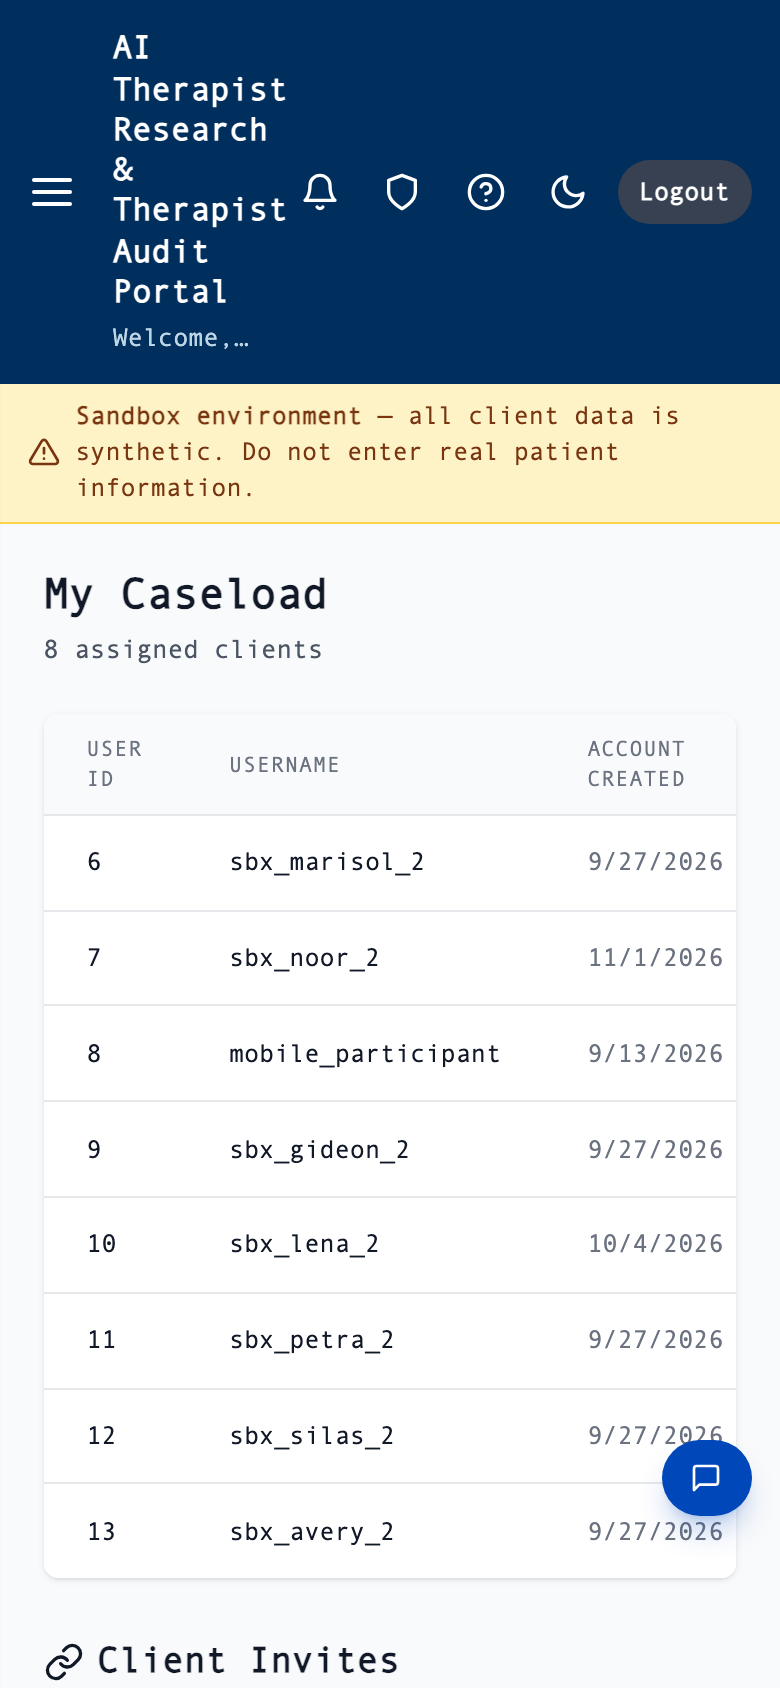 AI
Therapist
Research
&
Therapist
Audit
Portal
Welcome,…
Logout
Sandbox environment — all client data is
synthetic. Do not enter real patient
information.
My Caseload
8 assigned clients
USER ID USERNAME ACCOUNT CREATED
6 sbx_marisol_2 9/27/2026
7 sbx_noor_2 11/1/2026
8 mobile_participant 9/13/2026
9 sbx_gideon_2 9/27/2026
10 sbx_lena_2 10/4/2026
11 sbx_petra_2 9/27/2026
12 sbx_silas_2 9/27/2026
13 sbx_avery_2 9/27/2026
Client Invites